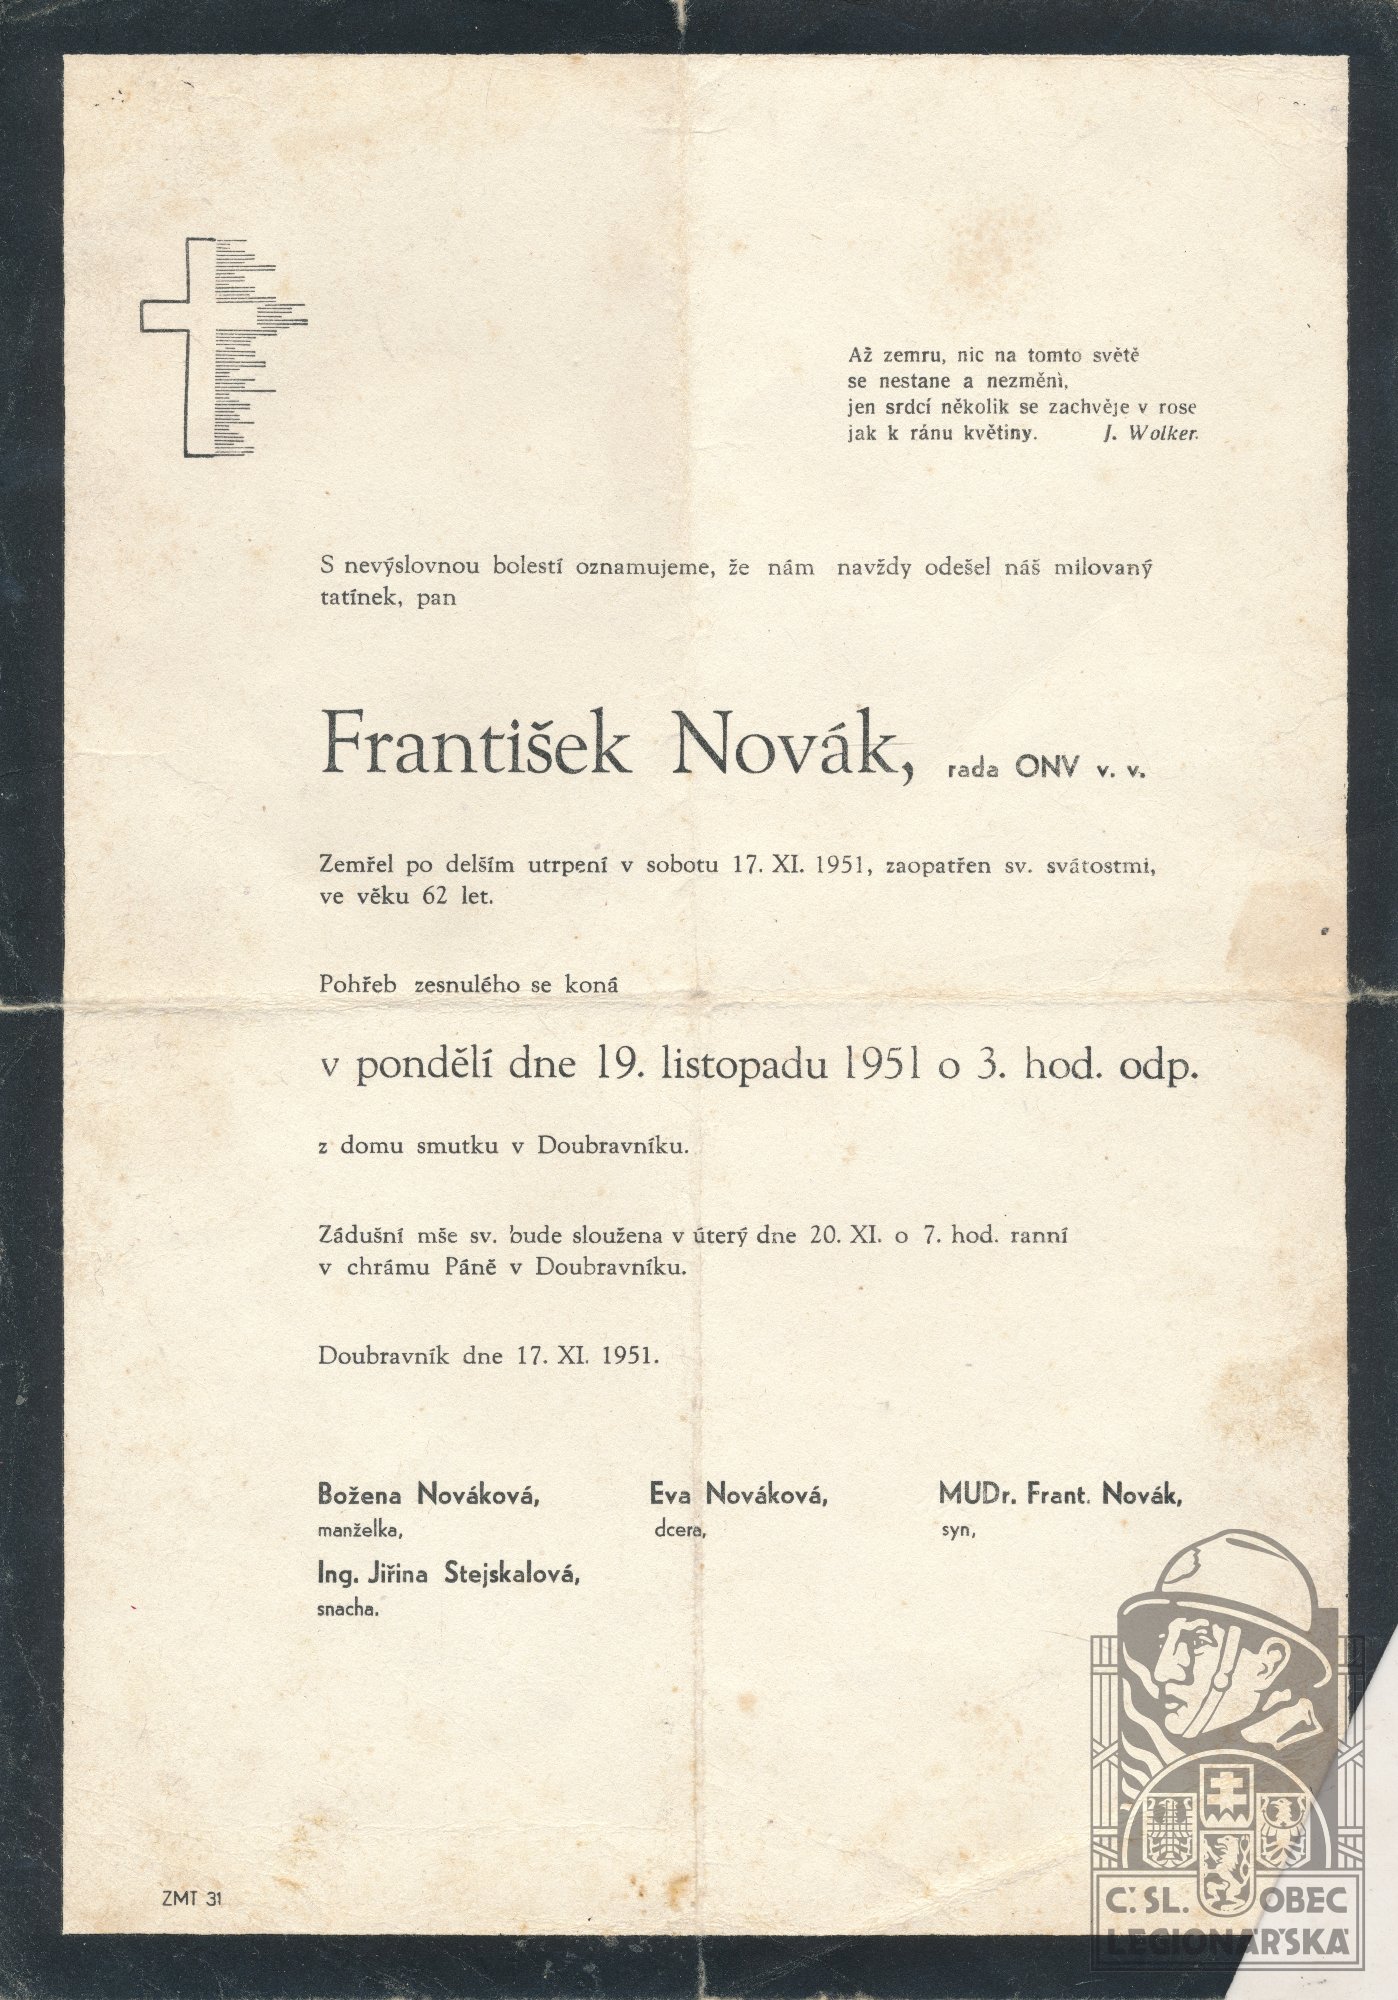 Až zemru, nic na tomto světě
se nestane a nezmění,
jen srdcí několik se zachvěje v rose
jak k ránu květiny. J. Wolker.
S nevýslovnou bolestí oznamujeme, že nám navždy odešel náš milovaný
tatínek, pan
František Novák, rada ONV v. v.
Zemřel po delším utrpení v sobotu 17. XI. 1951, zaopatřen sv. svátostmi,
ve věku 62 let.
Pohřeb zesnulého se koná
v pondělí dne 19. listopadu 1951 o 3. hod. odp.
z domu smutku v Doubravníku.
Zádušní mše sv. bude sloužena v úterý dne 20. XI. o 7. hod. ranní
v chrámu Páně v Doubravníku.
Doubravník dne 17. XI. 1951.
Božena Nováková, Eva Nováková, MUDr. Frant. Novák,
manželka, dcera, syn,
Ing. Jiřina Stejskalová,
snacha.
ZMT 31
Č.SL. OBEC
LEGIONÁŘSKÁ